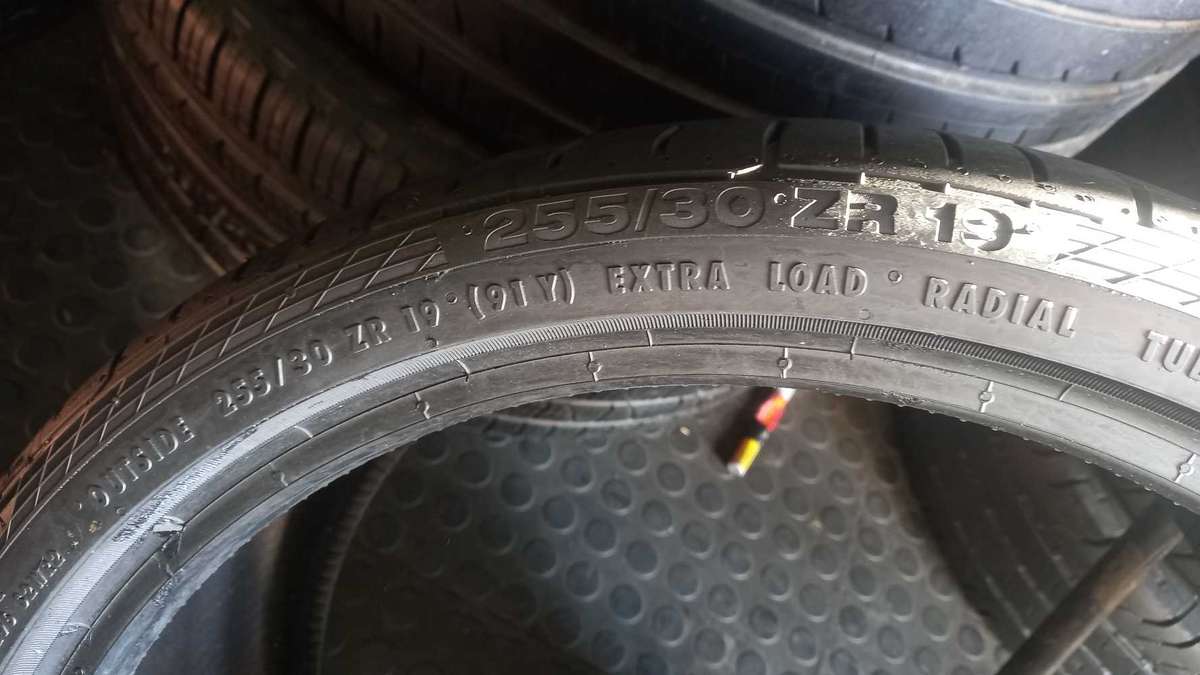 255/30 ZR 19
OUTSIDE 255/30 ZR 19 (91 Y) EXTRA LOAD RADIAL